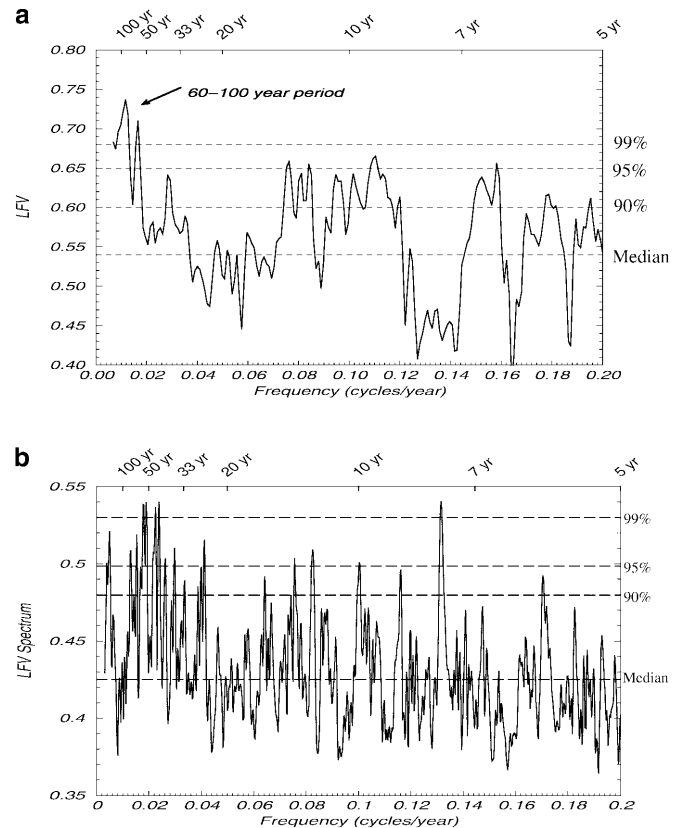 a
100 yr 50 yr 33 yr 20 yr 10 yr 7 yr 5 yr
0.80
60–100 year period
0.75
0.70
99%
0.65
95%
LFV
0.60
90%
0.55
Median
0.50
0.45
0.40
0.00 0.02 0.04 0.06 0.08 0.10 0.12 0.14 0.16 0.18 0.20
Frequency (cycles/year)
b
100 yr 50 yr 33 yr 20 yr 10 yr 7 yr 5 yr
0.55
99%
0.5
95%
90%
LFV Spectrum
0.45
Median
0.4
0.35
0 0.02 0.04 0.06 0.08 0.1 0.12 0.14 0.16 0.18 0.2
Frequency (cycles/year)